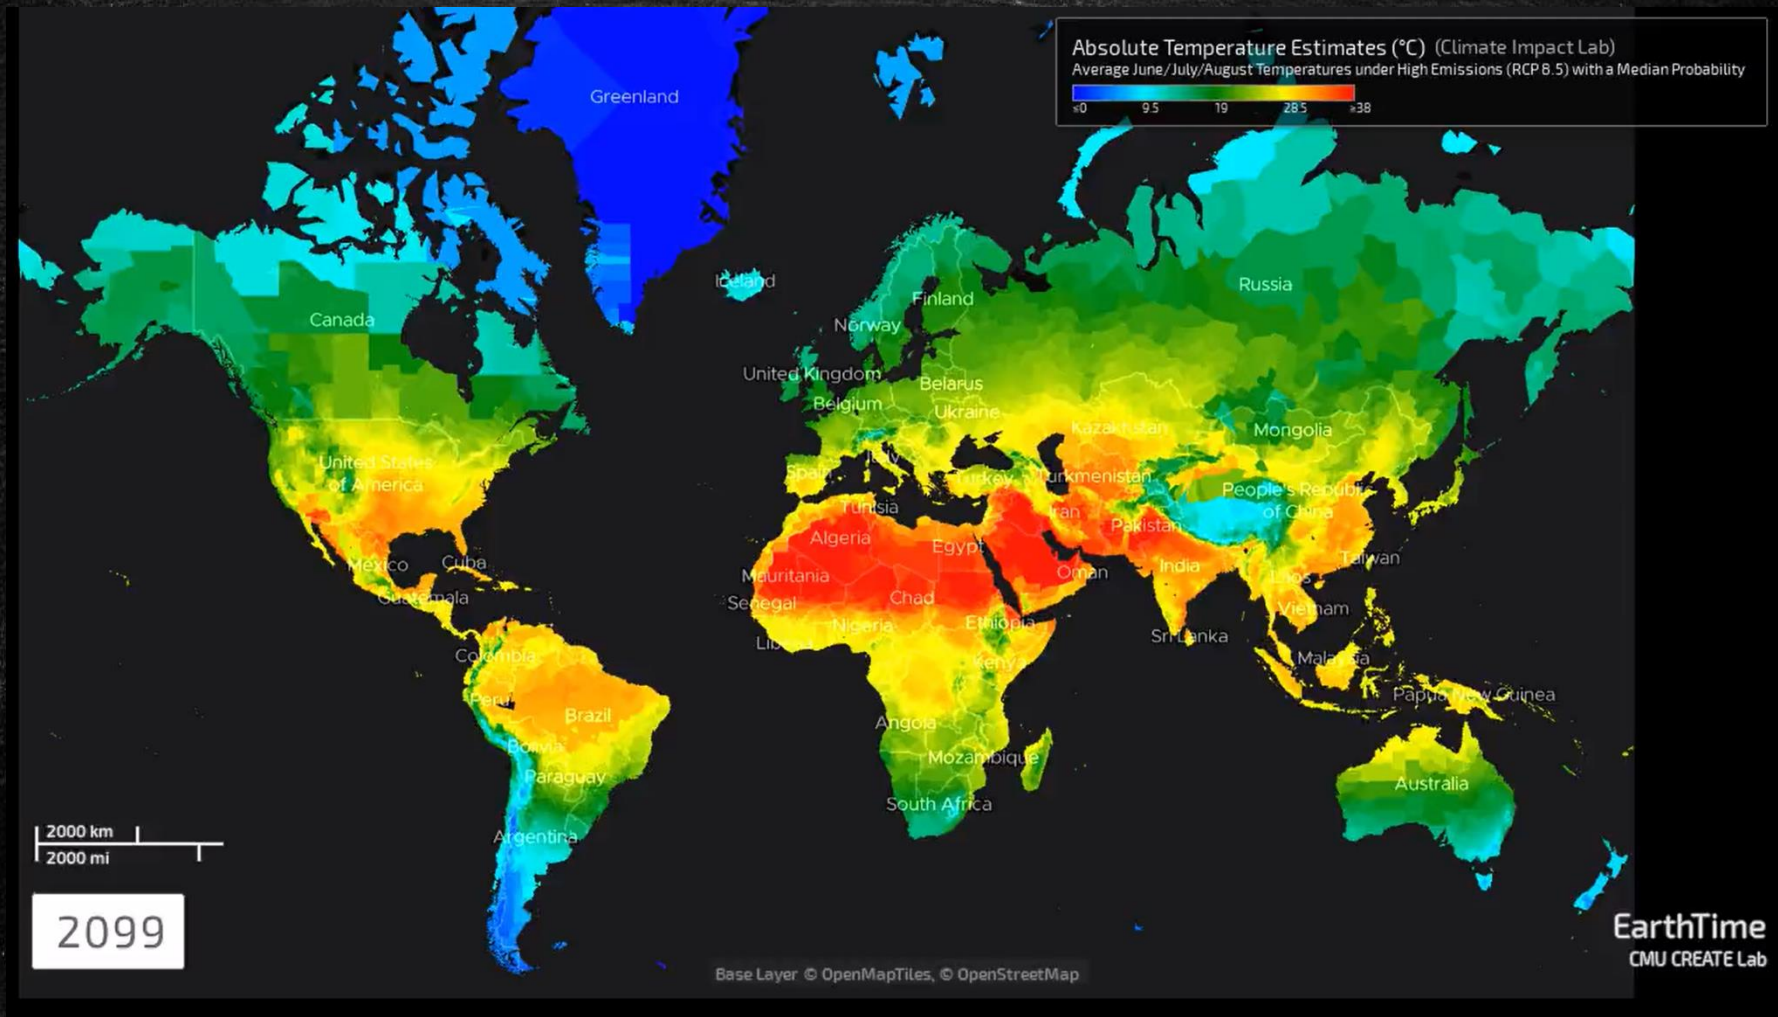 Absolute Temperature Estimates (°C) (Climate Impact Lab)
Average June/July/August Temperatures under High Emissions (RCP 8.5) with a Median Probability
≤0 9.5 19 28.5 ≥38
Greenland
Iceland
Russia
Finland
Canada
Norway
United Kingdom
Belarus
Belgium
Ukraine
Kazakhstan
Mongolia
Italy
United States
of America
Spain
Turkey
Turkmenistan
People's Republic
of China
Tunisia
Iran
Pakistan
Algeria
Egypt
Taiwan
Mexico
Cuba
India
Oman
Mauritania
Laos
Guatemala
Senegal
Chad
Vietnam
Nigeria
Ethiopia
Sri Lanka
Liberia
Colombia
Kenya
Malaysia
Peru
Papua New Guinea
Brazil
Angola
Bolivia
Mozambique
Paraguay
Australia
South Africa
Argentina
2000 km
2000 mi
2099
EarthTime
CMU CREATE Lab
Base Layer © OpenMapTiles, © OpenStreetMap